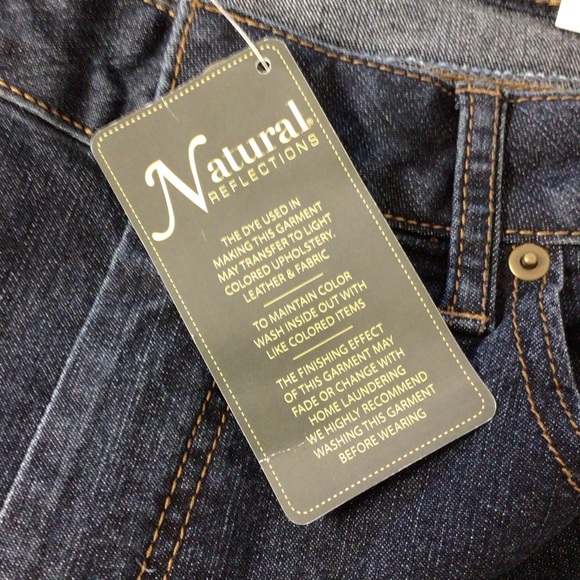 Natural®
REFLECTIONS
THE DYE USED IN
MAKING THIS GARMENT
MAY TRANSFER TO LIGHT
COLORED UPHOLSTERY,
LEATHER & FABRIC
TO MAINTAIN COLOR
WASH INSIDE OUT WITH
LIKE COLORED ITEMS
THE FINISHING EFFECT
OF THIS GARMENT MAY
FADE OR CHANGE WITH
HOME LAUNDERING
WE HIGHLY RECOMMEND
WASHING THIS GARMENT
BEFORE WEARING